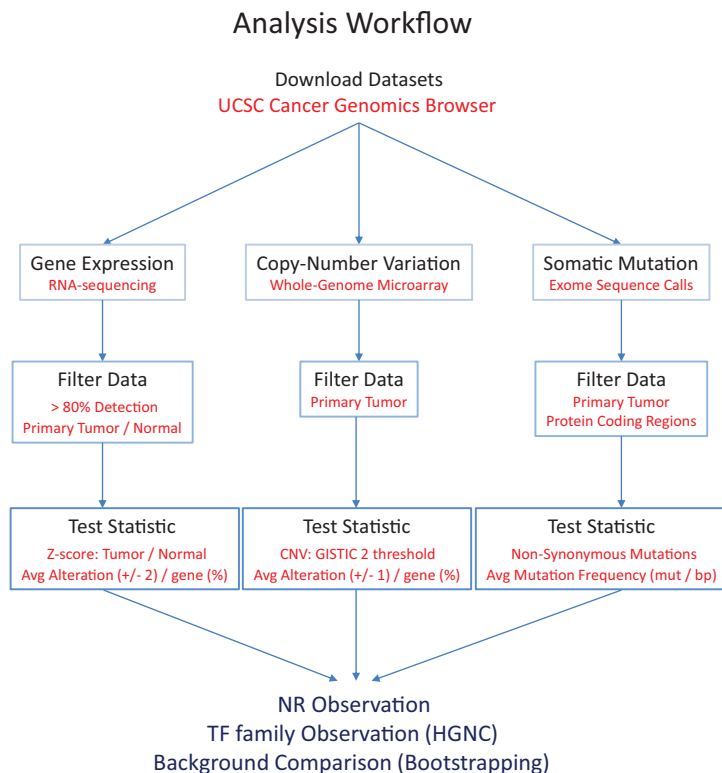 Analysis Workflow
Download Datasets
UCSC Cancer Genomics Browser
Gene Expression
RNA-sequencing
Copy-Number Variation
Whole-Genome Microarray
Somatic Mutation
Exome Sequence Calls
Filter Data
> 80% Detection
Primary Tumor / Normal
Filter Data
Primary Tumor
Filter Data
Primary Tumor
Protein Coding Regions
Test Statistic
Z-score: Tumor / Normal
Avg Alteration (+/- 2) / gene (%)
Test Statistic
CNV: GISTIC 2 threshold
Avg Alteration (+/- 1) / gene (%)
Test Statistic
Non-Synonymous Mutations
Avg Mutation Frequency (mut / bp)
NR Observation
TF family Observation (HGNC)
Background Comparison (Bootstrapping)